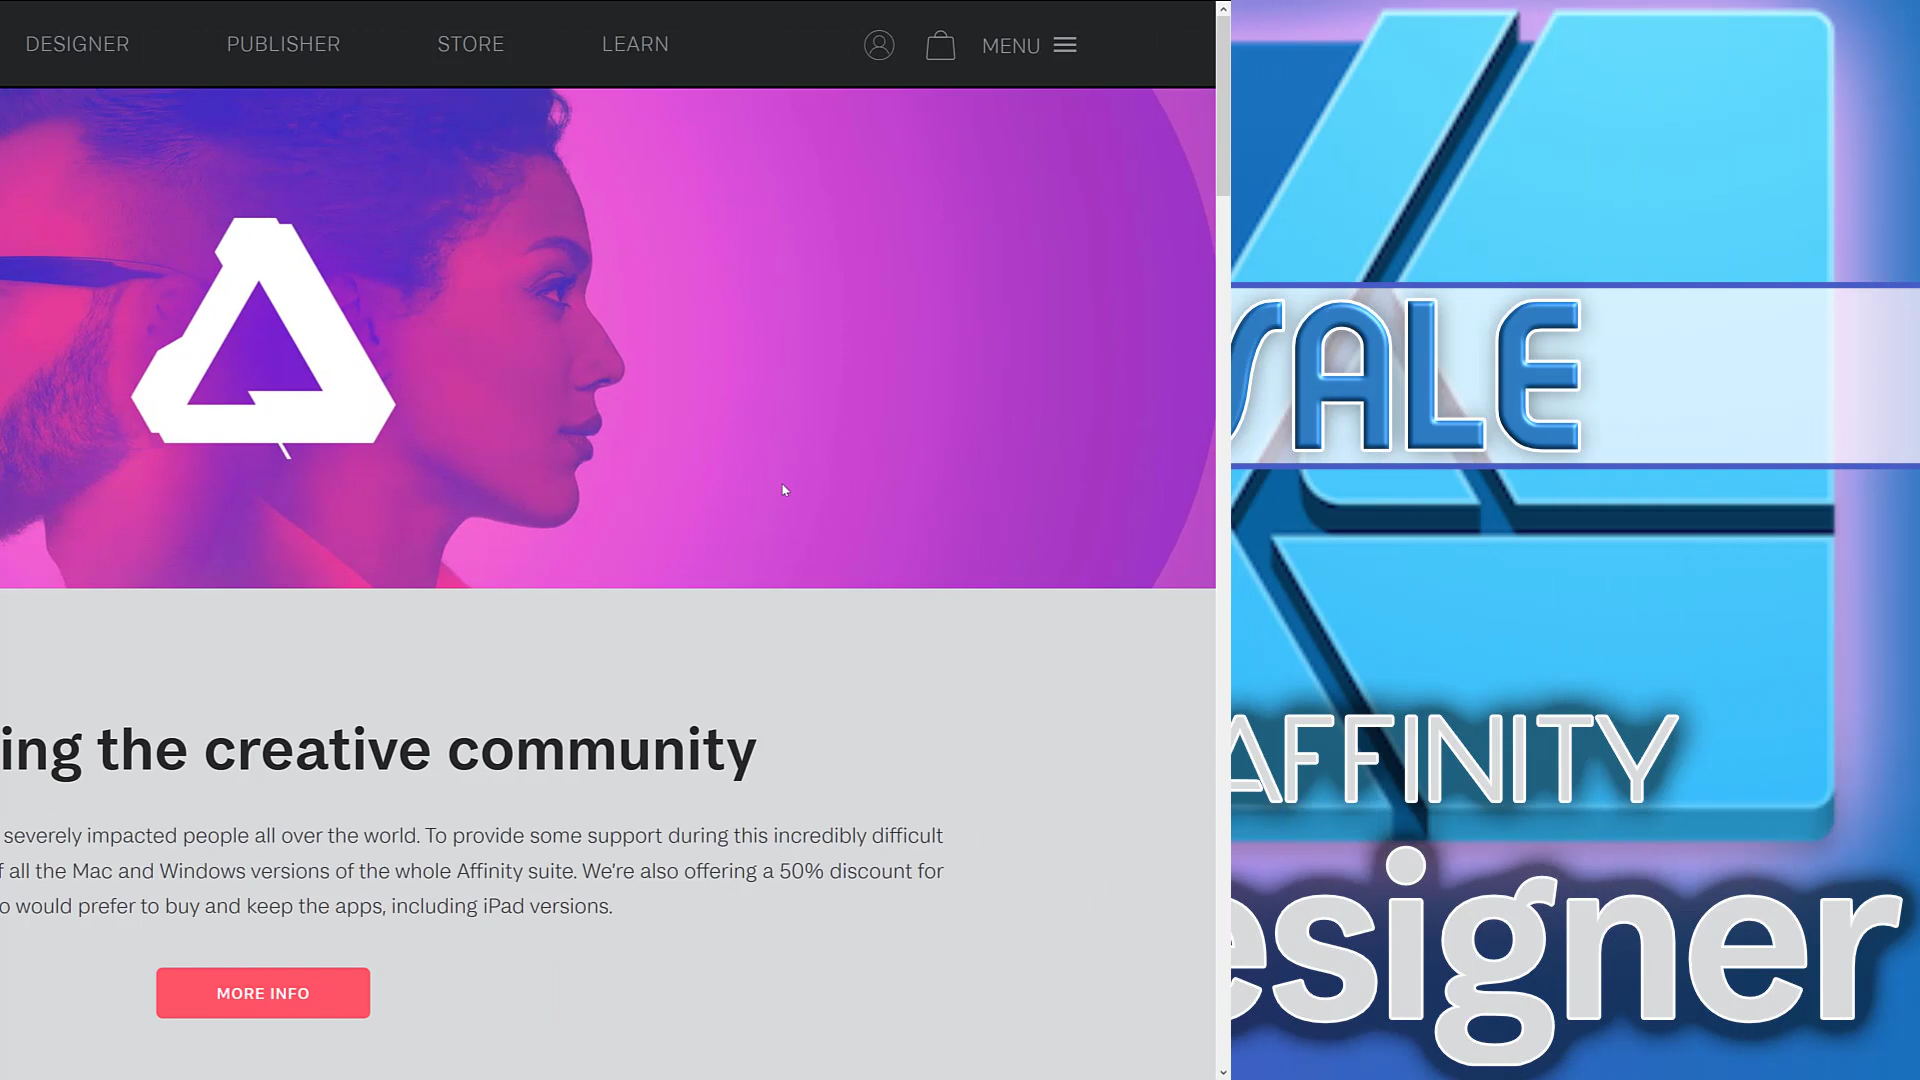 DESIGNER PUBLISHER STORE LEARN MENU
ing the creative community
severely impacted people all over the world. To provide some support during this incredibly difficult
all the Mac and Windows versions of the whole Affinity suite. We're also offering a 50% discount for
o would prefer to buy and keep the apps, including iPad versions.
MORE INFO
SALE
AFFINITY
esigner